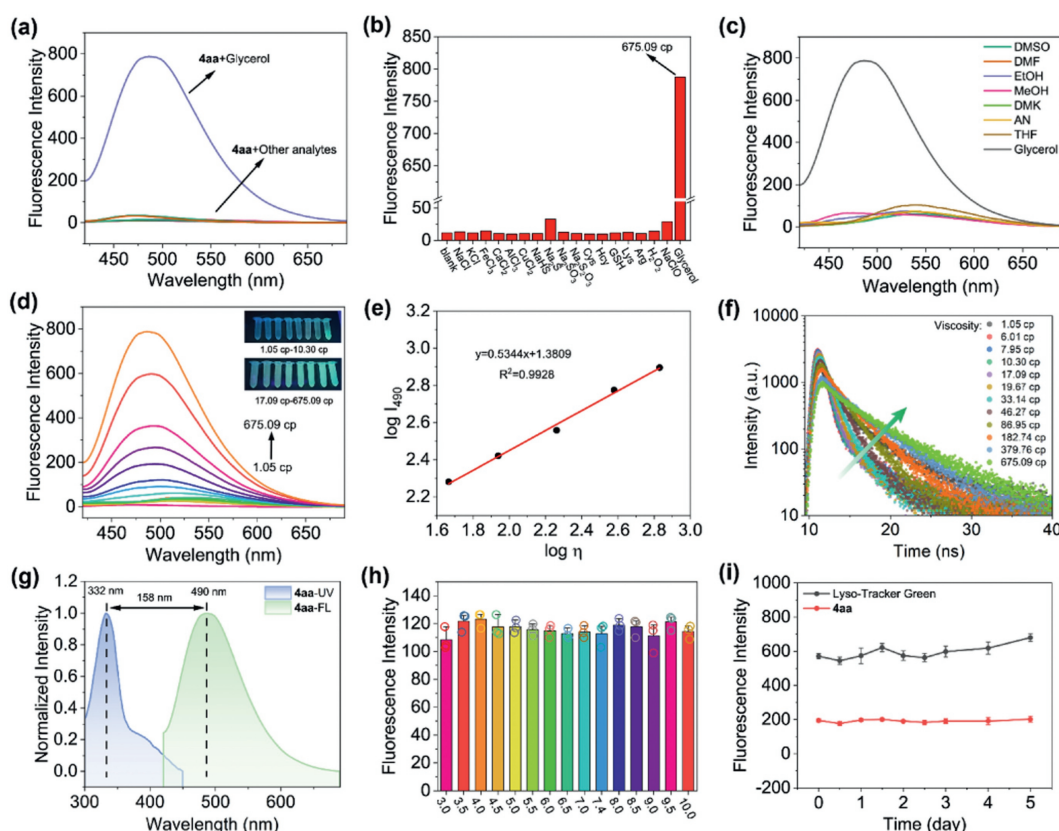 (a)
Fluorescence Intensity
800
600
400
200
0
4aa+Glycerol
4aa+Other analytes
450 500 550 600 650
Wavelength (nm)
(b)
Fluorescence Intensity
850
800
750
700
650
600
50
0
675.09 cp
blank
NaCl
KCl
FeCl3
CaCl2
AlCl3
CuCl2
NaHS
Na2S
Na2SO3
Na2S2O3
Cys
Hcy
GSH
Lys
Arg
H2O2
NaClO
Glycerol
(c)
Fluorescence Intensity
800
600
400
200
0
DMSO
DMF
EtOH
MeOH
DMK
AN
THF
Glycerol
450 500 550 600 650
Wavelength (nm)
(d)
Fluorescence Intensity
800
600
400
200
0
1.05 cp-10.30 cp
17.09 cp-675.09 cp
675.09 cp
1.05 cp
450 500 550 600 650
Wavelength (nm)
(e)
log I490
3.2
3.0
2.8
2.6
2.4
2.2
y=0.5344x+1.3809
R2=0.9928
1.6 1.8 2.0 2.2 2.4 2.6 2.8 3.0
log η
(f)
Intensity (a.u.)
10000
1000
100
10
Viscosity:
1.05 cp
6.01 cp
7.95 cp
10.30 cp
17.09 cp
19.67 cp
33.14 cp
46.27 cp
86.95 cp
182.74 cp
379.76 cp
675.09 cp
10 20 30 40
Time (ns)
(g)
Normalized Intensity
1.2
1.0
0.8
0.6
0.4
0.2
0.0
332 nm
490 nm
158 nm
4aa-UV
4aa-FL
300 400 500 600
Wavelength (nm)
(h)
Fluorescence Intensity
140
120
100
80
60
40
20
0
3.0
3.5
4.0
4.5
5.0
5.5
6.0
6.5
7.0
7.4
8.0
8.5
9.0
9.5
10.0
(i)
Fluorescence Intensity
1000
800
600
400
200
0
-200
Lyso-Tracker Green
4aa
0 1 2 3 4 5
Time (day)